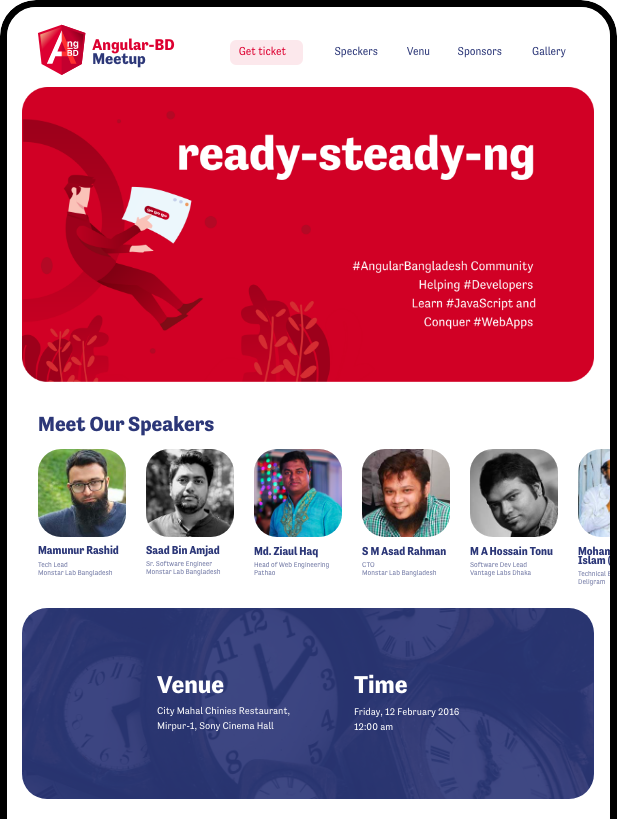 Angular-BD
Meetup
Get ticket
Speckers
Venu
Sponsors
Gallery
ng
BD
ready-steady-ng
#AngularBangladesh Community
Helping #Developers
Learn #JavaScript and
Conquer #WebApps
Meet Our Speakers
Mamunur Rashid
Tech Lead
Monstar Lab Bangladesh
Saad Bin Amjad
Sr. Software Engineer
Monstar Lab Bangladesh
Md. Ziaul Haq
Head of Web Engineering
Pathao
S M Asad Rahman
CTO
Monstar Lab Bangladesh
M A Hossain Tonu
Software Dev Lead
Vantage Labs Dhaka
Islam (
Technical
Deligram
Venue
City Mahal Chinies Restaurant,
Mirpur-1, Sony Cinema Hall
Time
Friday, 12 February 2016
12:00 am